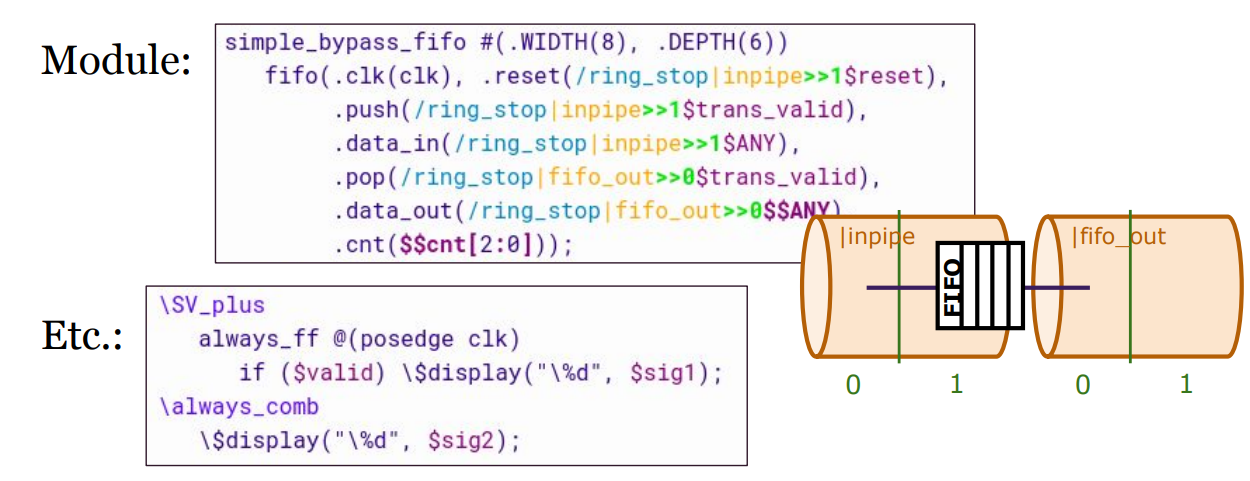 Module:
simple_bypass_fifo #(.WIDTH(8), .DEPTH(6))
fifo(.clk(clk), .reset(/ring_stop|inpipe>>1$reset),
.push(/ring_stop|inpipe>>1$trans_valid),
.data_in(/ring_stop|inpipe>>1$ANY),
.pop(/ring_stop|fifo_out>>0$trans_valid),
.data_out(/ring_stop|fifo_out>>0$$ANY)
.cnt($$cnt[2:0]));
|inpipe
|fifo_out
FIFO
0
1
0
1
Etc.:
\SV_plus
always_ff @(posedge clk)
if ($valid) \$display("\%d", $sig1);
\always_comb
\$display("\%d", $sig2);